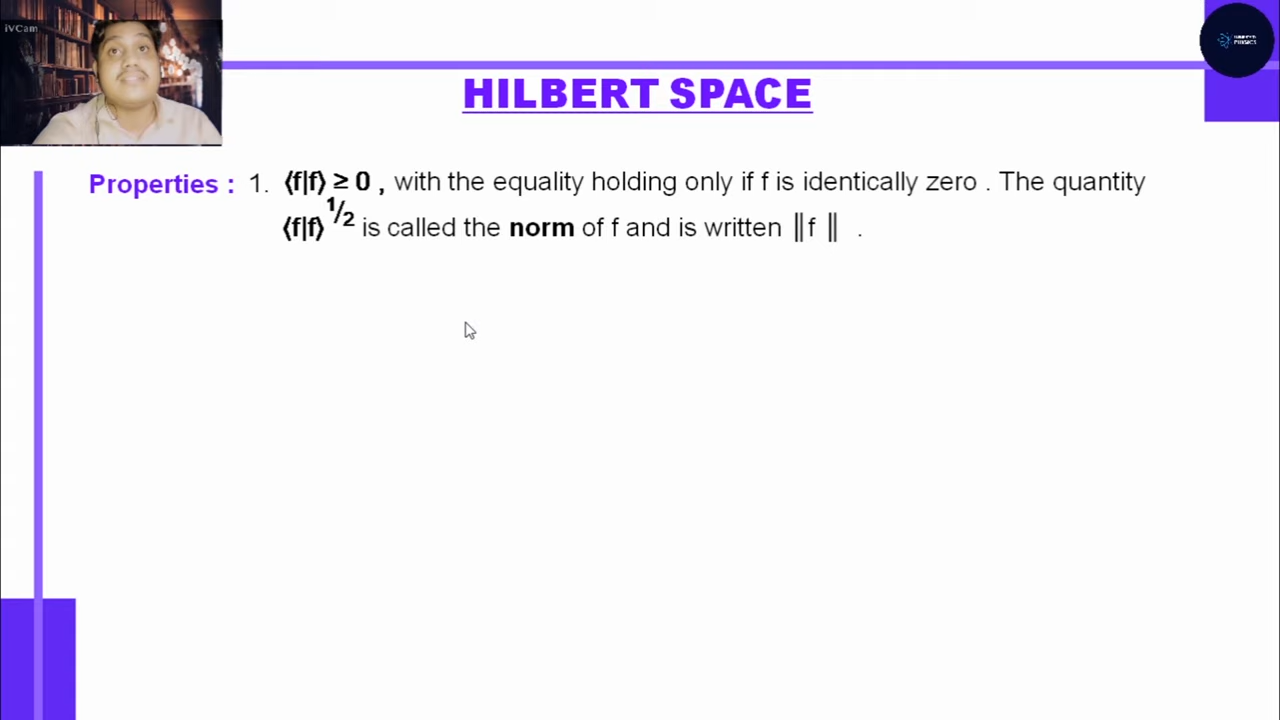 iVCam
HILBERT SPACE
Properties : 1. ⟨f|f⟩ ≥ 0 , with the equality holding only if f is identically zero . The quantity
⟨f|f⟩^1/2 is called the norm of f and is written ‖f ‖ .